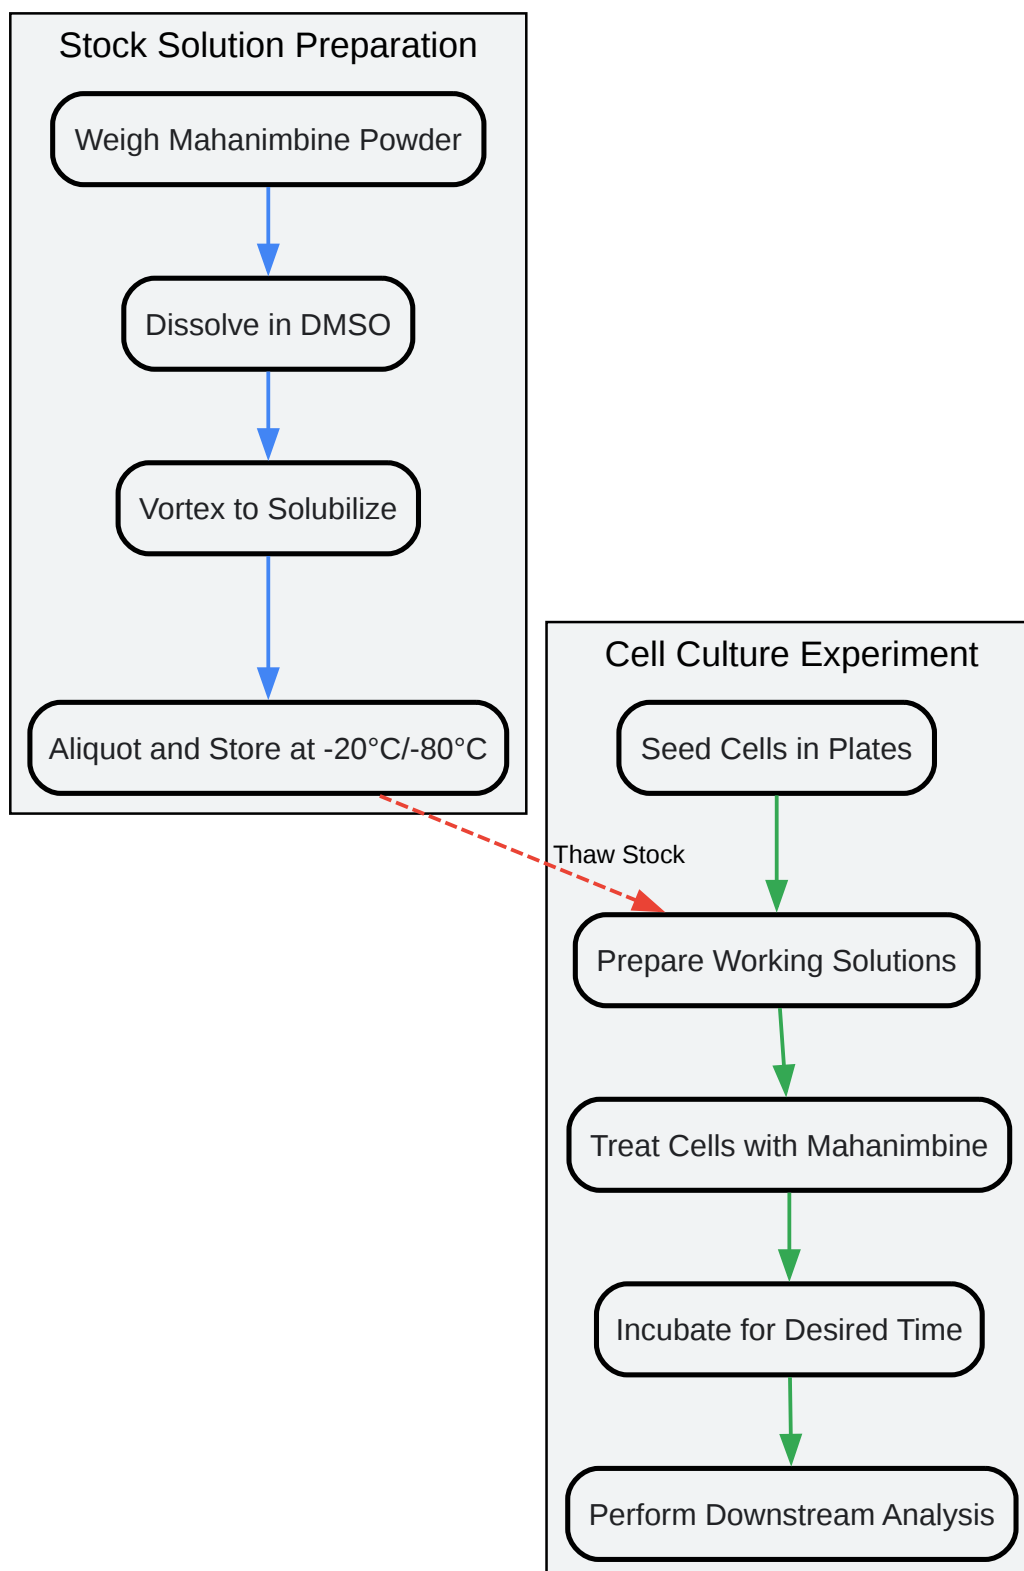 Stock Solution Preparation
Weigh Mahanimbine Powder
Dissolve in DMSO
Vortex to Solubilize
Aliquot and Store at -20°C/-80°C
Thaw Stock
Cell Culture Experiment
Seed Cells in Plates
Prepare Working Solutions
Treat Cells with Mahanimbine
Incubate for Desired Time
Perform Downstream Analysis